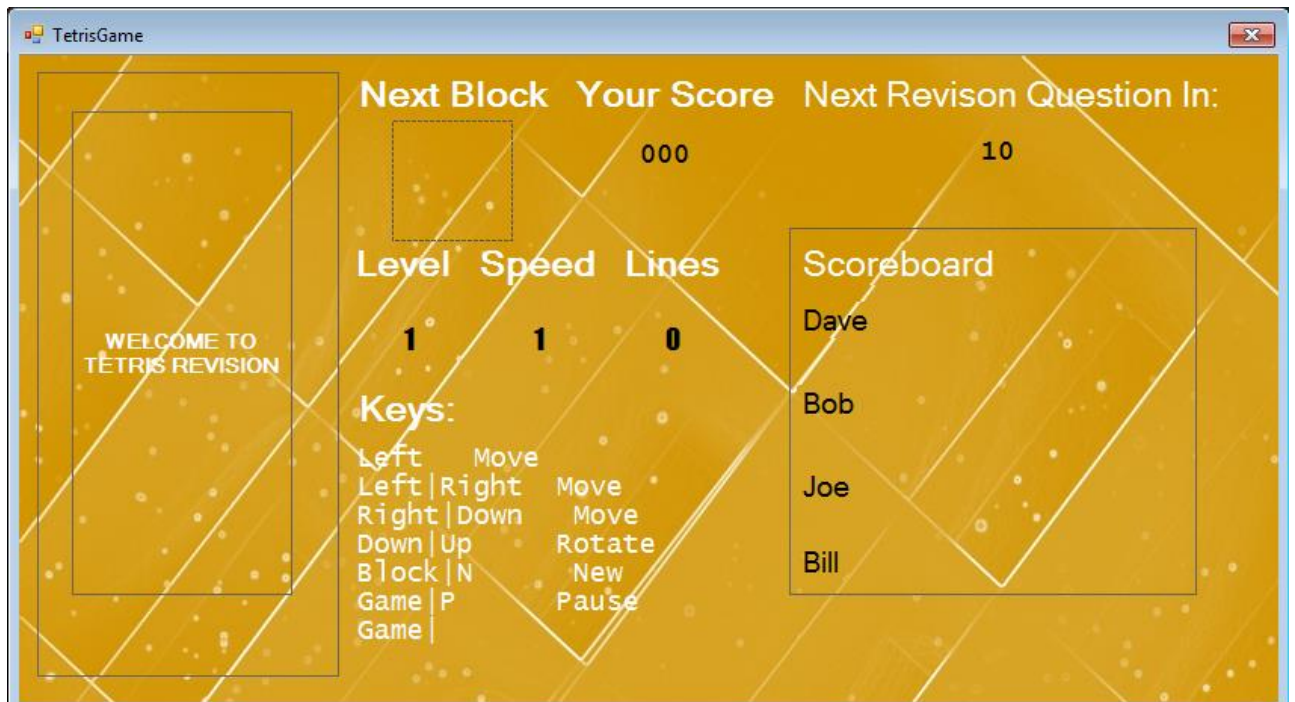 TetrisGame
Next Block Your Score Next Revison Question In:
000 10
WELCOME TO
TETRIS REVISION
Level Speed Lines
1 1 0
Keys:
Left Move
Left|Right Move
Right|Down Move
Down|Up Rotate
Block|N New
Game|P Pause
Game|
Scoreboard
Dave
Bob
Joe
Bill